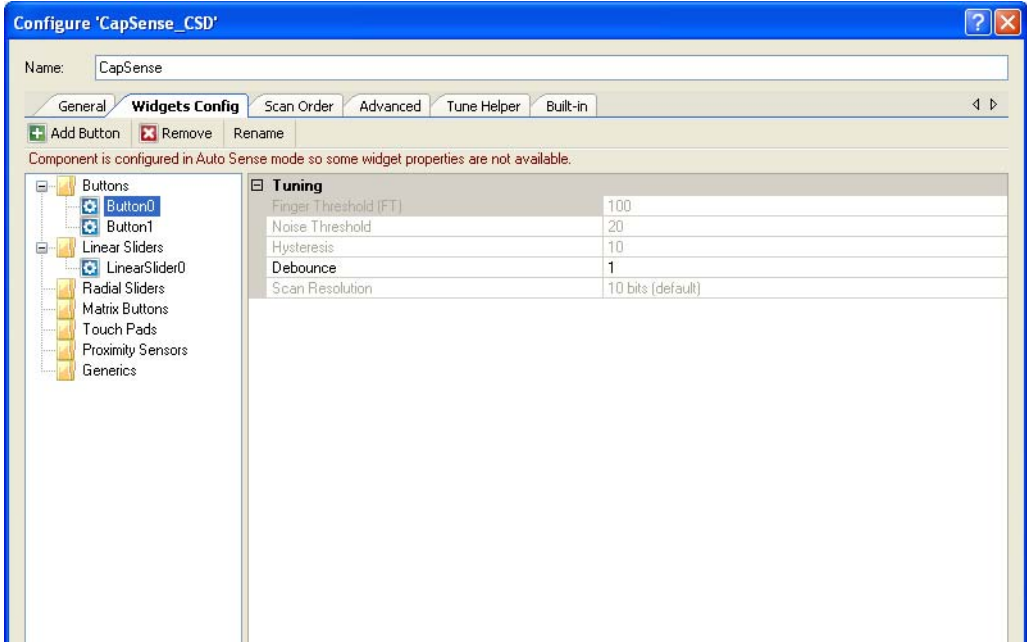 Configure 'CapSense_CSD'
Name: CapSense
General Widgets Config Scan Order Advanced Tune Helper Built-in
Add Button Remove Rename
Component is configured in Auto Sense mode so some widget properties are not available.
Buttons
Button0
Button1
Linear Sliders
LinearSlider0
Radial Sliders
Matrix Buttons
Touch Pads
Proximity Sensors
Generics
Tuning
Finger Threshold (FT) 100
Noise Threshold 20
Hysteresis 10
Debounce 1
Scan Resolution 10 bits (default)